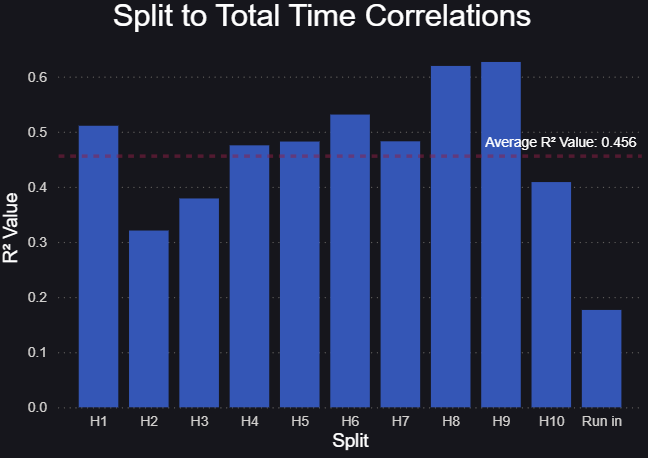 Split to Total Time Correlations
R² Value
0.6
0.5
0.4
0.3
0.2
0.1
0.0
Average R² Value: 0.456
H1 H2 H3 H4 H5 H6 H7 H8 H9 H10 Run in
Split